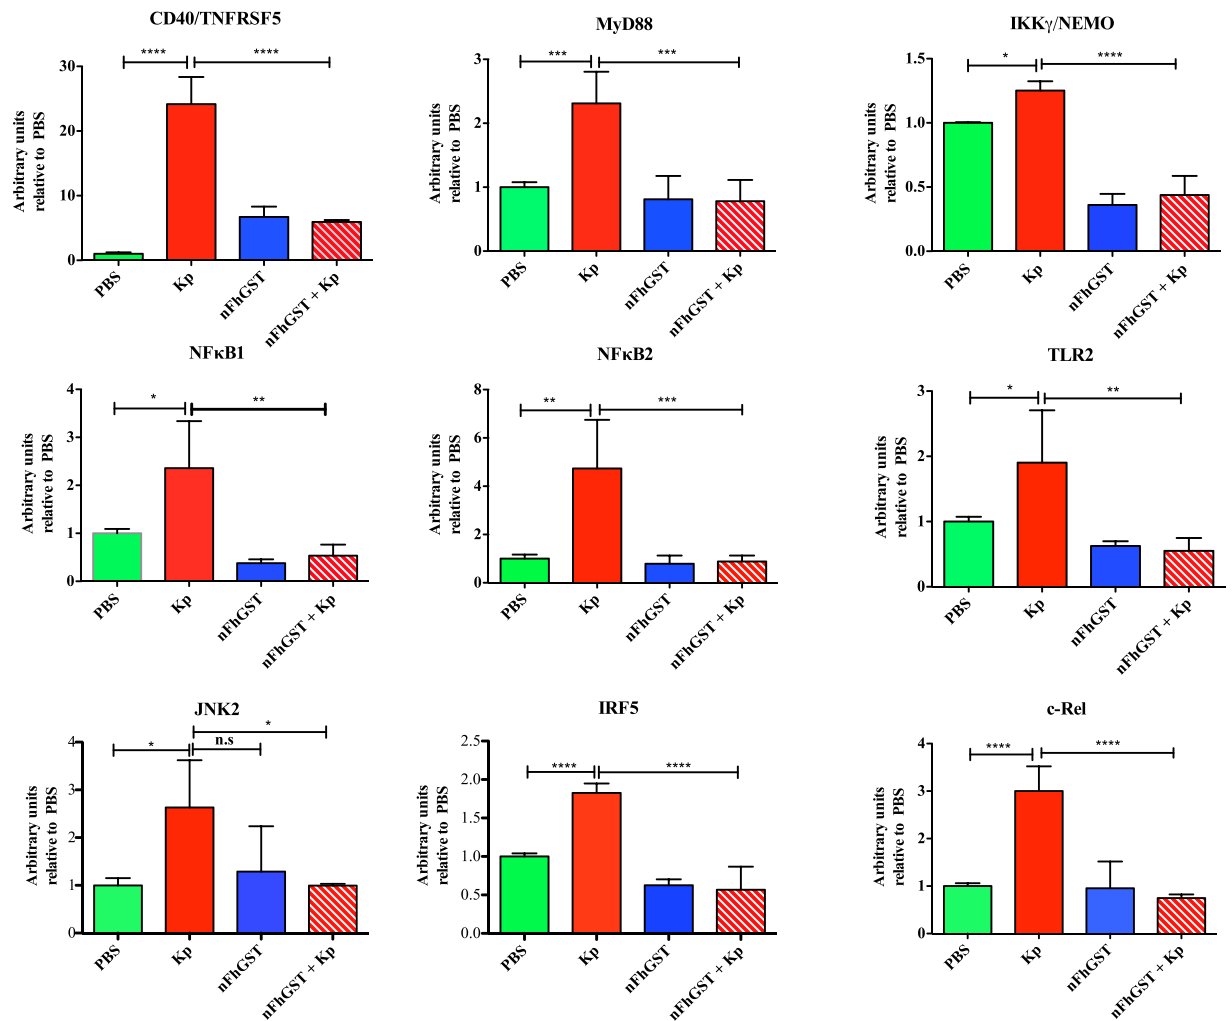 CD40/TNFRSF5
**** ****
Arbitrary units
relative to PBS
30
20
10
0
PBS
Kp
nFhGST
nFhGST + Kp
MyD88
*** ***
Arbitrary units
relative to PBS
3
2
1
0
PBS
Kp
nFhGST
nFhGST + Kp
IKKγ/NEMO
* ****
Arbitrary units
relative to PBS
1.5
1.0
0.5
0.0
PBS
Kp
nFhGST
nFhGST + Kp
NFκB1
* **
Arbitrary units
relative to PBS
4
3
2
1
0
PBS
Kp
nFhGST
nFhGST + Kp
NFκB2
** ***
Arbitrary units
relative to PBS
8
6
4
2
0
PBS
Kp
nFhGST
nFhGST + Kp
TLR2
* **
Arbitrary units
relative to PBS
3
2
1
0
PBS
Kp
nFhGST
nFhGST + Kp
JNK2
*
* n.s
Arbitrary units
relative to PBS
4
3
2
1
0
PBS
Kp
nFhGST
nFhGST + Kp
IRF5
**** ****
Arbitrary units
relative to PBS
2.5
2.0
1.5
1.0
0.5
0.0
PBS
Kp
nFhGST
nFhGST + Kp
c-Rel
**** ****
Arbitrary units
relative to PBS
4
3
2
1
0
PBS
Kp
nFhGST
nFhGST + Kp